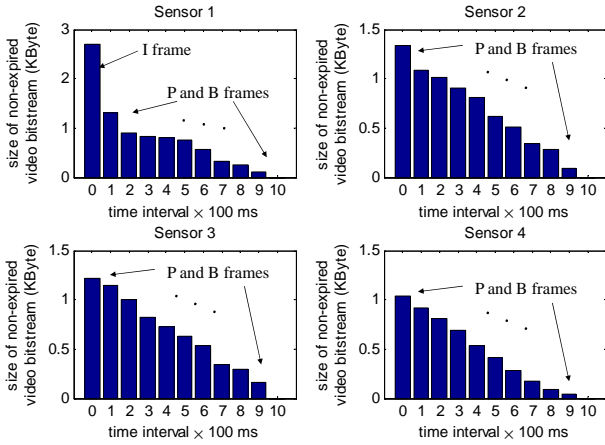 Sensor 1
size of non-expired
video bitstream (KByte)
3
2
1
0
I frame
P and B frames
0 1 2 3 4 5 6 7 8 9 10
time interval × 100 ms
Sensor 2
size of non-expired
video bitstream (KByte)
1.5
1
0.5
0
P and B frames
0 1 2 3 4 5 6 7 8 9 10
time interval × 100 ms
Sensor 3
size of non-expired
video bitstream (KByte)
1.5
1
0.5
0
P and B frames
0 1 2 3 4 5 6 7 8 9 10
time interval × 100 ms
Sensor 4
size of non-expired
video bitstream (KByte)
1.5
1
0.5
0
P and B frames
0 1 2 3 4 5 6 7 8 9 10
time interval × 100 ms